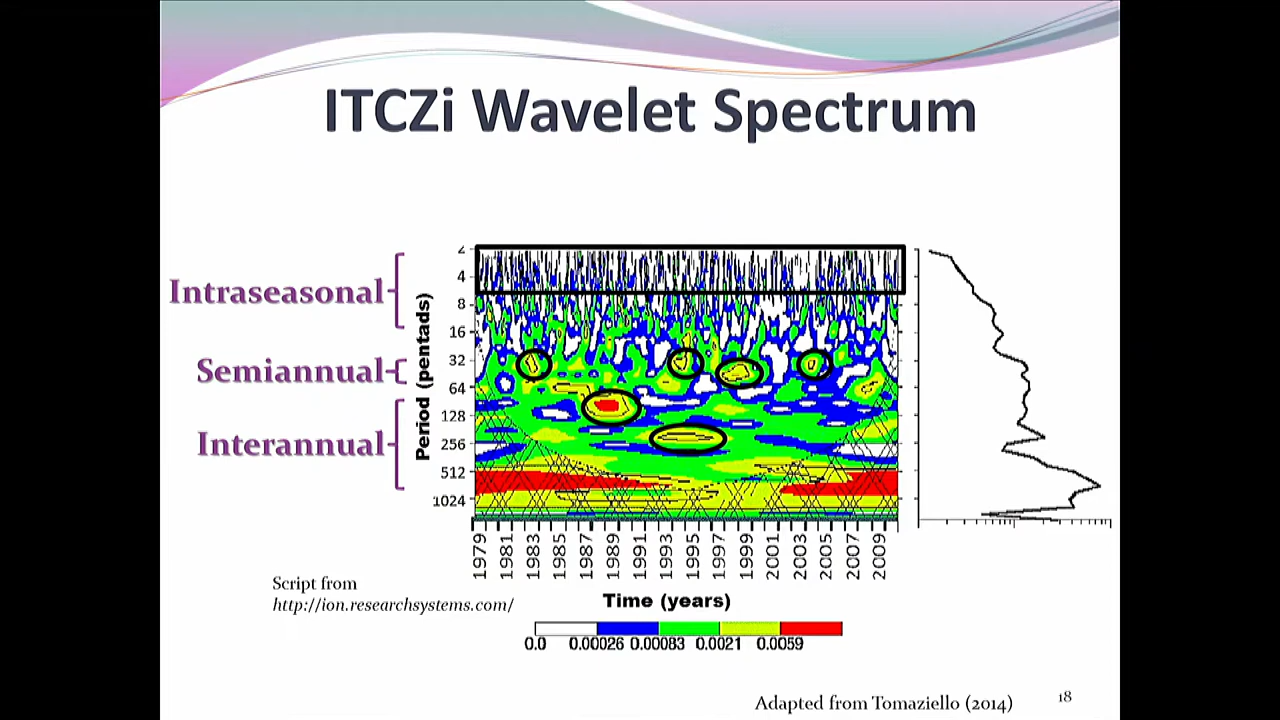 ITCZi Wavelet Spectrum
Intraseasonal
Semiannual
Interannual
Period (pentads)
2
4
8
16
32
64
128
256
512
1024
1979
1981
1983
1985
1987
1989
1991
1993
1995
1997
1999
2001
2003
2005
2007
2009
Time (years)
Script from
http://ion.researchsystems.com/
0.0 0.00026 0.00083 0.0021 0.0059
Adapted from Tomaziello (2014)
18